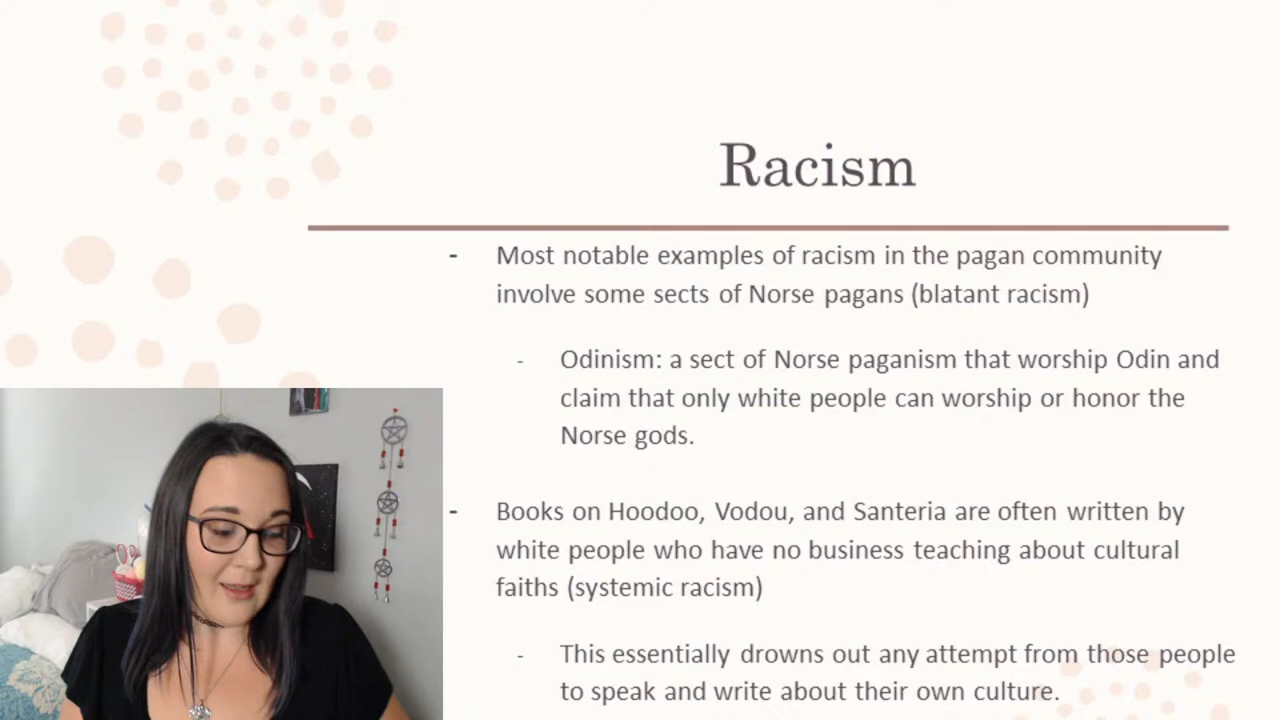 Racism
- Most notable examples of racism in the pagan community
involve some sects of Norse pagans (blatant racism)
- Odinism: a sect of Norse paganism that worship Odin and
claim that only white people can worship or honor the
Norse gods.
- Books on Hoodoo, Vodou, and Santeria are often written by
white people who have no business teaching about cultural
faiths (systemic racism)
- This essentially drowns out any attempt from those people
to speak and write about their own culture.